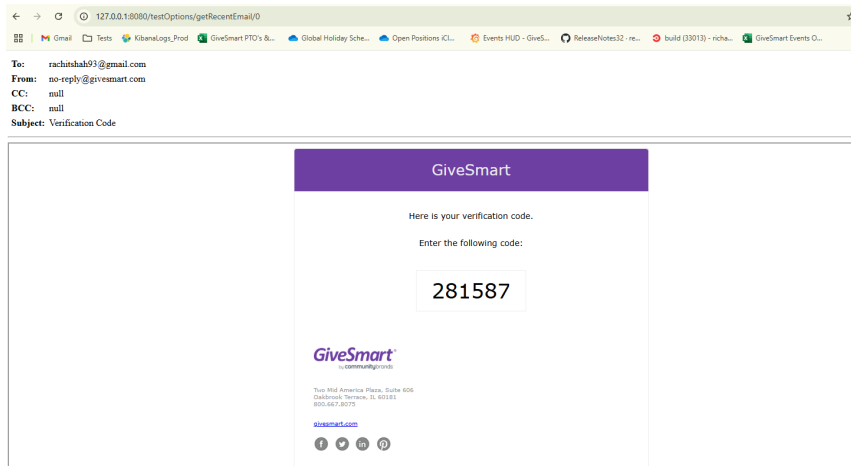 127.0.0.1:8080/testOptions/getRecentEmail/0
Gmail Tests KibanaLogs_Prod GiveSmart PTO's &... Global Holiday Sche... Open Positions iCI... Events HUD - GiveS... ReleaseNotes32 - re... build (33013) - richa... GiveSmart Events O...
To: rachitshah93@gmail.com
From: no-reply@givesmart.com
CC: null
BCC: null
Subject: Verification Code
GiveSmart
Here is your verification code.
Enter the following code:
281587
GiveSmart
by communitybrands
Two Mid America Plaza, Suite 606
Oakbrook Terrace, IL 60181
800.667.8075
givesmart.com